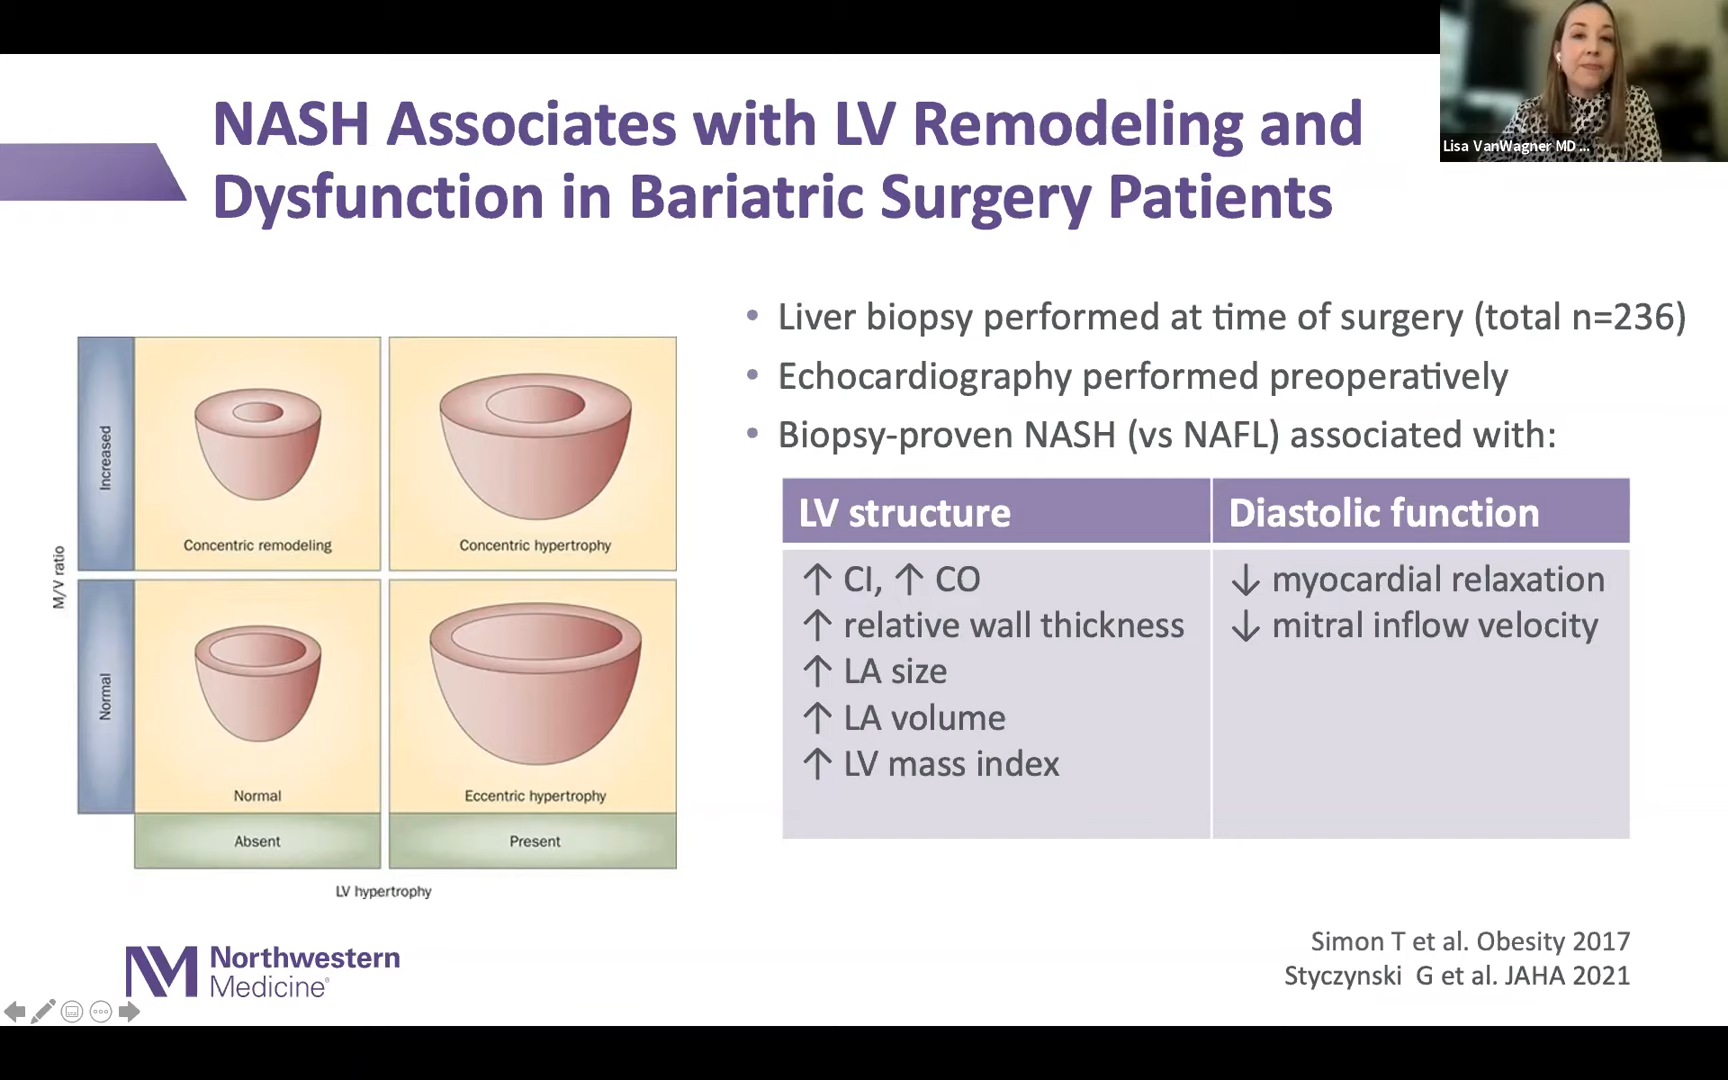 Lisa VanWagner MD ...
NASH Associates with LV Remodeling and
Dysfunction in Bariatric Surgery Patients
• Liver biopsy performed at time of surgery (total n=236)
• Echocardiography performed preoperatively
• Biopsy-proven NASH (vs NAFL) associated with:
LV structure
Diastolic function
↑ CI, ↑ CO
↑ relative wall thickness
↑ LA size
↑ LA volume
↑ LV mass index
↓ myocardial relaxation
↓ mitral inflow velocity
M/V ratio
Increased
Normal
Concentric remodeling
Concentric hypertrophy
Normal
Eccentric hypertrophy
Absent
Present
LV hypertrophy
Simon T et al. Obesity 2017
Styczynski G et al. JAHA 2021
NM
Northwestern
Medicine®